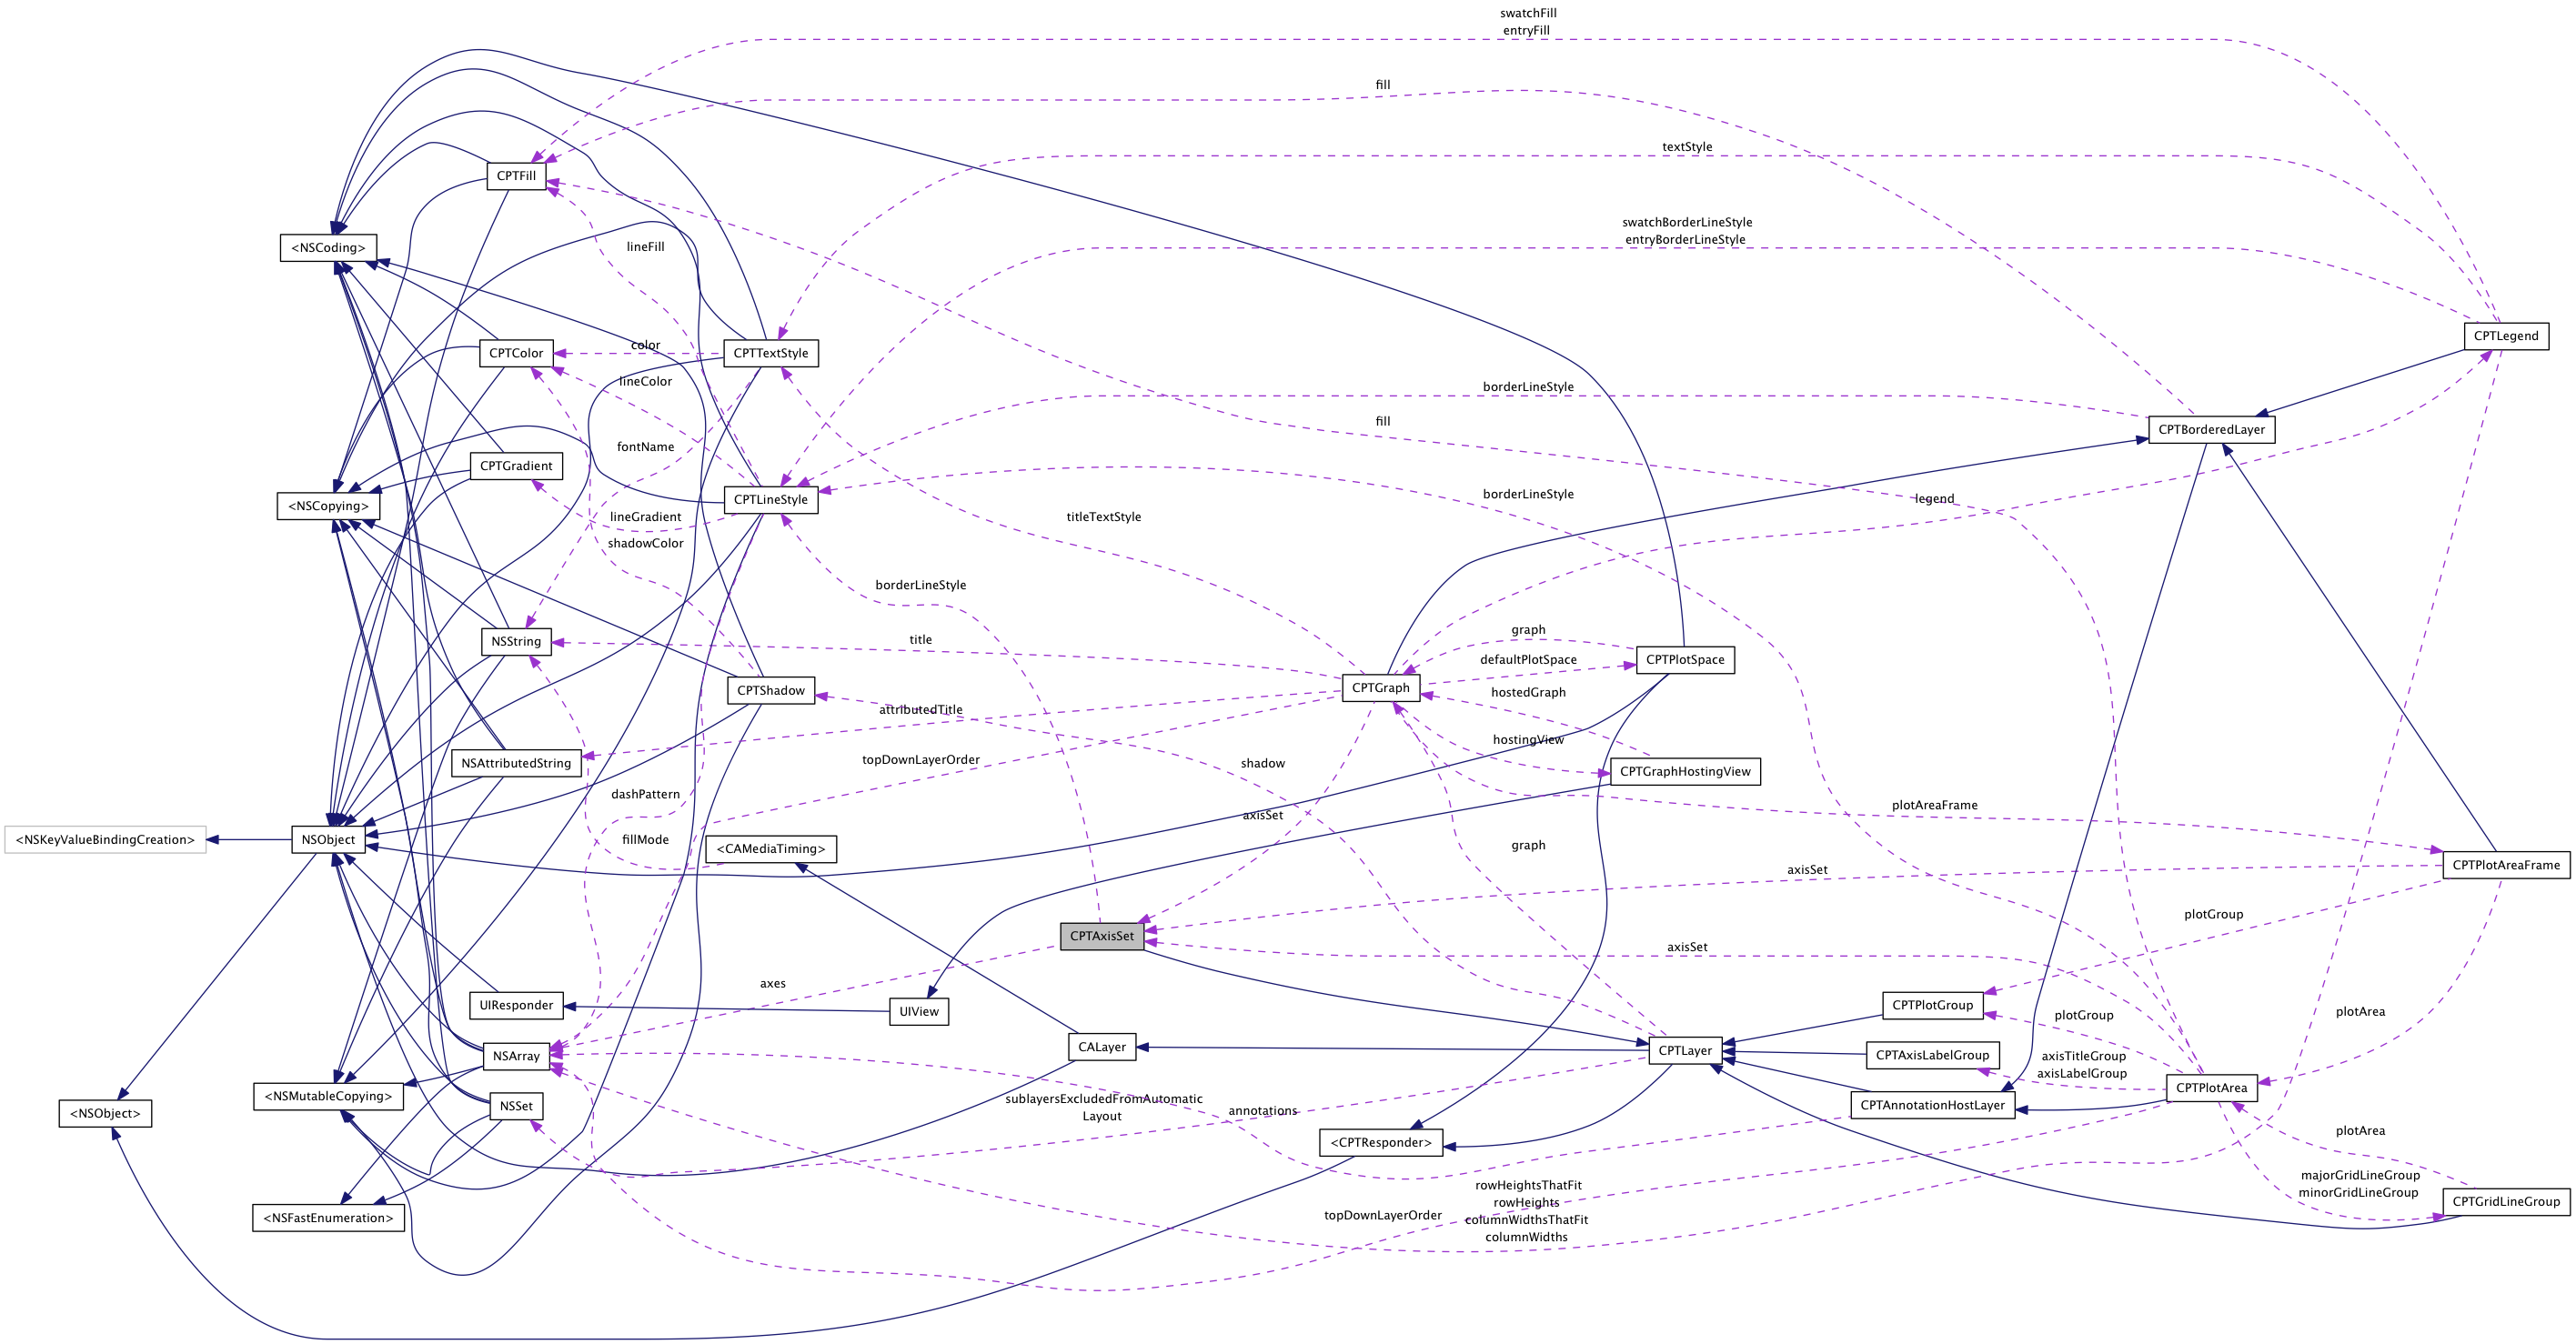 swatchFill
entryFill
fill
textStyle
CPTFill
swatchBorderLineStyle
entryBorderLineStyle
<NSCoding>
lineFill
CPTLegend
CPTColor
color
CPTTextStyle
lineColor
borderLineStyle
fill
CPTBorderedLayer
fontName
CPTGradient
CPTLineStyle
borderLineStyle
legend
<NSCopying>
lineGradient
titleTextStyle
shadowColor
borderLineStyle
NSString
title
graph
defaultPlotSpace
CPTPlotSpace
CPTShadow
CPTGraph
hostedGraph
attributedTitle
hostingView
NSAttributedString
topDownLayerOrder
shadow
CPTGraphHostingView
dashPattern
plotAreaFrame
axisSet
<NSKeyValueBindingCreation>
NSObject
fillMode
<CAMediaTiming>
graph
CPTPlotAreaFrame
axisSet
plotGroup
CPTAxisSet
axisSet
axes
UIResponder
UIView
CPTPlotGroup
plotGroup
plotArea
NSArray
CALayer
CPTLayer
CPTAxisLabelGroup
axisTitleGroup
axisLabelGroup
CPTPlotArea
<NSMutableCopying>
<NSObject>
NSSet
sublayersExcludedFromAutomatic
Layout
annotations
CPTAnnotationHostLayer
<CPTResponder>
plotArea
majorGridLineGroup
minorGridLineGroup
CPTGridLineGroup
<NSFastEnumeration>
topDownLayerOrder
rowHeightsThatFit
rowHeights
columnWidthsThatFit
columnWidths